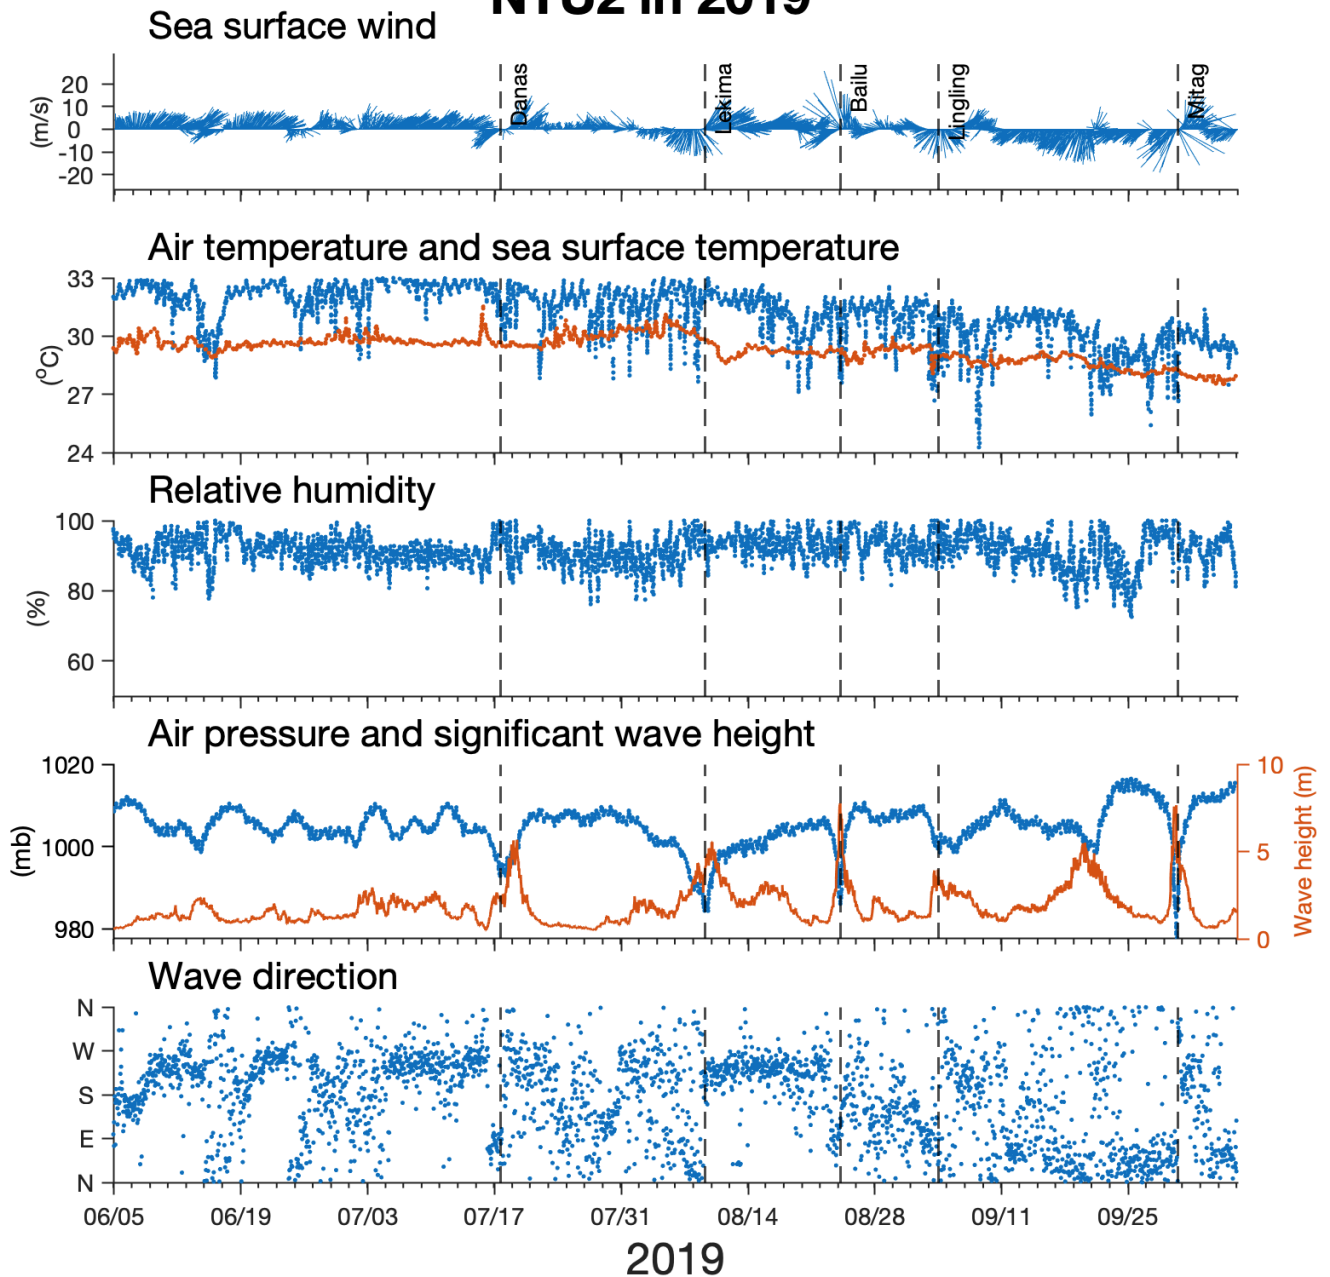 NTU2 in 2019
Sea surface wind
20
10
0
-10
-20
(m/s)
Danas
Lekima
Bailu
Lingling
Mitag
Air temperature and sea surface temperature
33
30
27
24
(°C)
Relative humidity
100
80
60
(%)
Air pressure and significant wave height
1020
1000
980
(mb)
10
5
0
Wave height (m)
Wave direction
N
W
S
E
N
06/05 06/19 07/03 07/17 07/31 08/14 08/28 09/11 09/25
2019